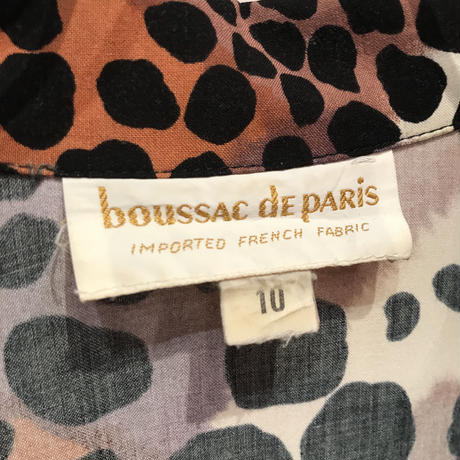 boussac de paris
IMPORTED FRENCH FABRIC
10